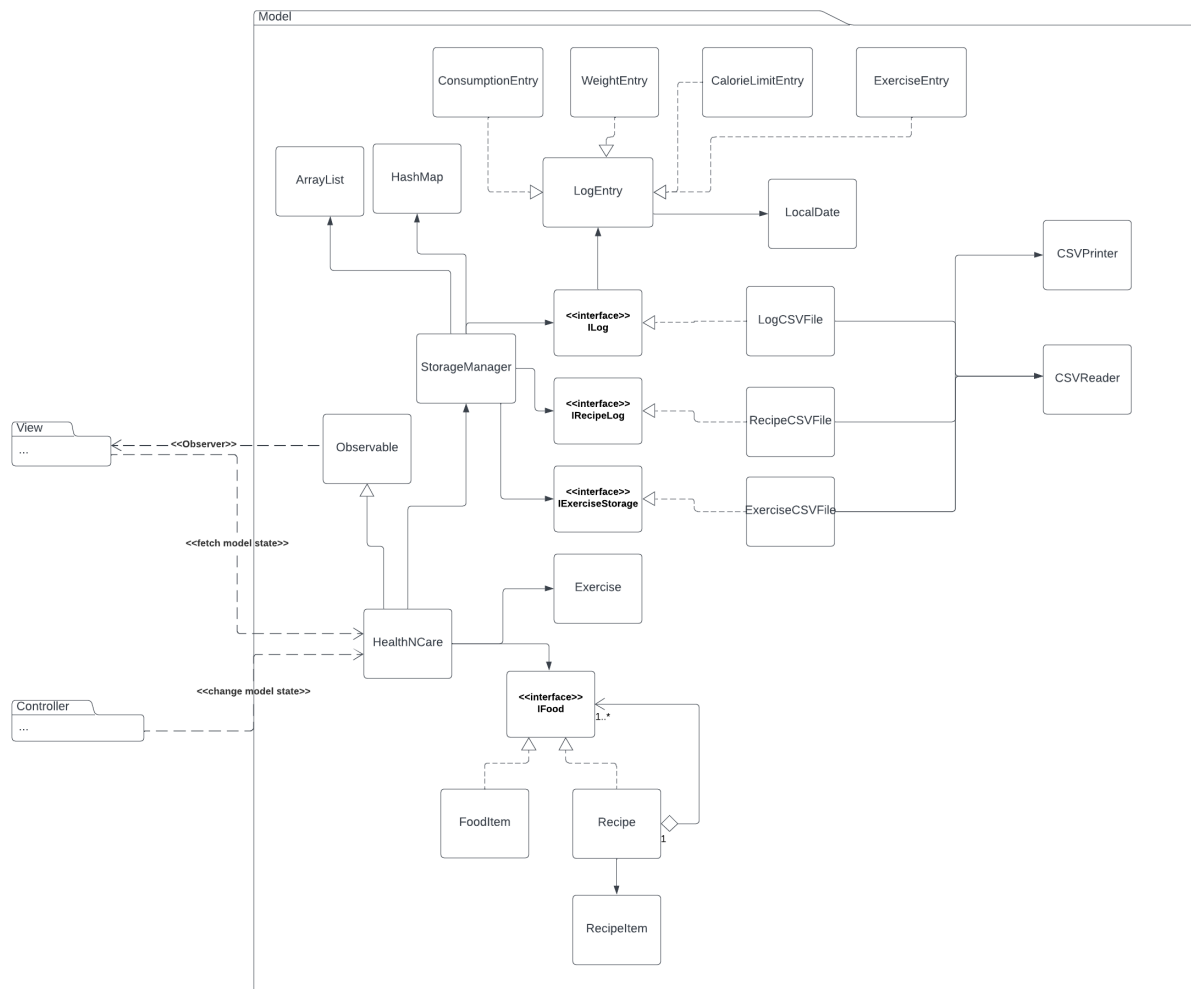 Model
ConsumptionEntry
WeightEntry
CalorieLimitEntry
ExerciseEntry
ArrayList
HashMap
LogEntry
LocalDate
CSVPrinter
<<interface>>
ILog
LogCSVFile
StorageManager
CSVReader
<<interface>>
IRecipeLog
RecipeCSVFile
View
...
<<Observer>>
Observable
<<interface>>
IExerciseStorage
ExerciseCSVFile
<<fetch model state>>
Exercise
HealthNCare
<<change model state>>
Controller
...
<<interface>>
IFood
1..*
FoodItem
Recipe
1
RecipeItem